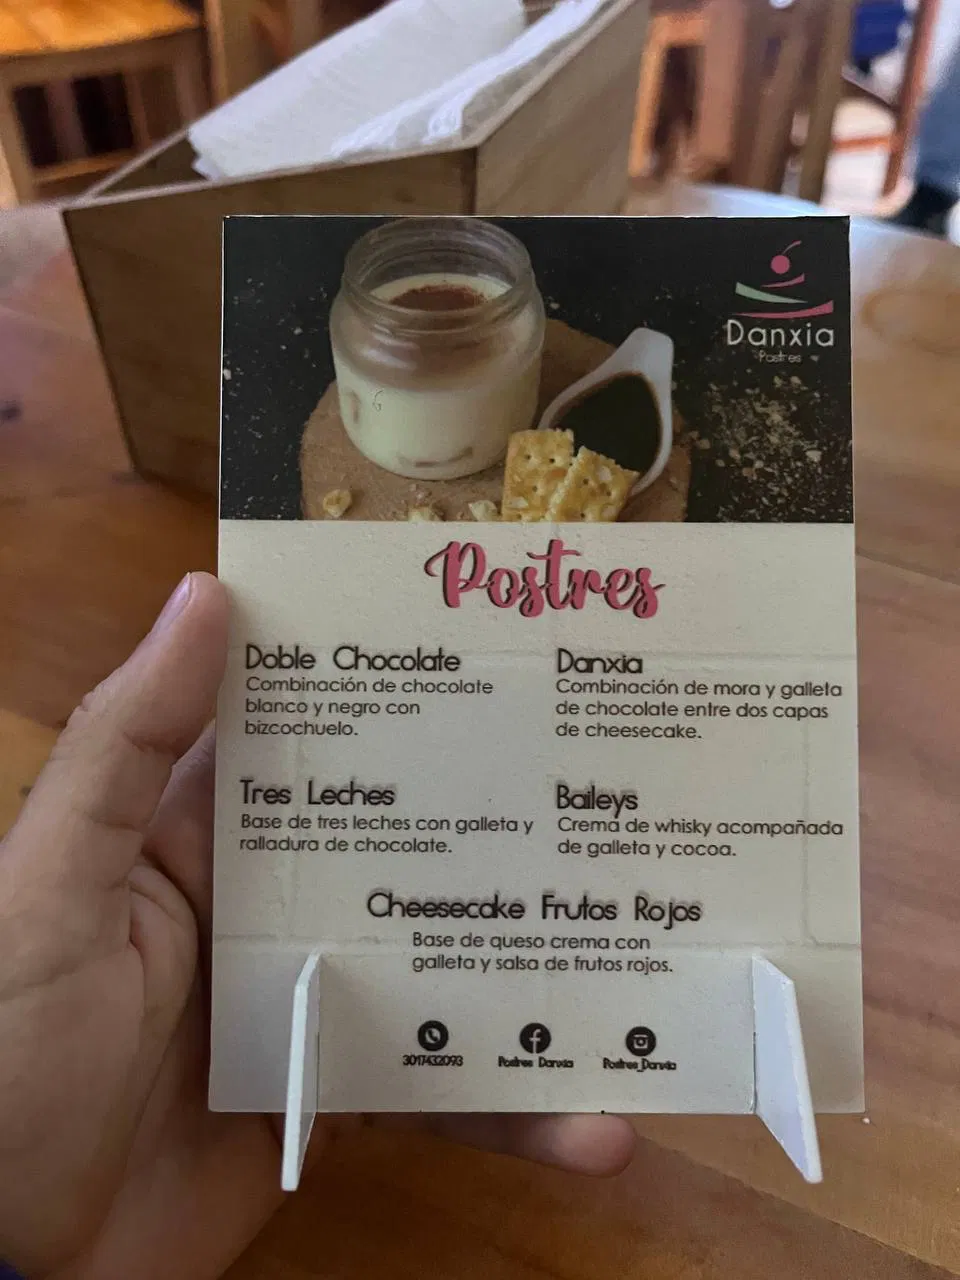 Danxia
Postres
Postres
Doble Chocolate
Combinación de chocolate
blanco y negro con
bizcochuelo.
Danxia
Combinación de mora y galleta
de chocolate entre dos capas
de cheesecake.
Tres Leches
Base de tres leches con galleta y
ralladura de chocolate.
Baileys
Crema de whisky acompañada
de galleta y cocoa.
Cheesecake Frutos Rojos
Base de queso crema con
galleta y salsa de frutos rojos.
3017432093
Postres Danxia
Postres_Danxia